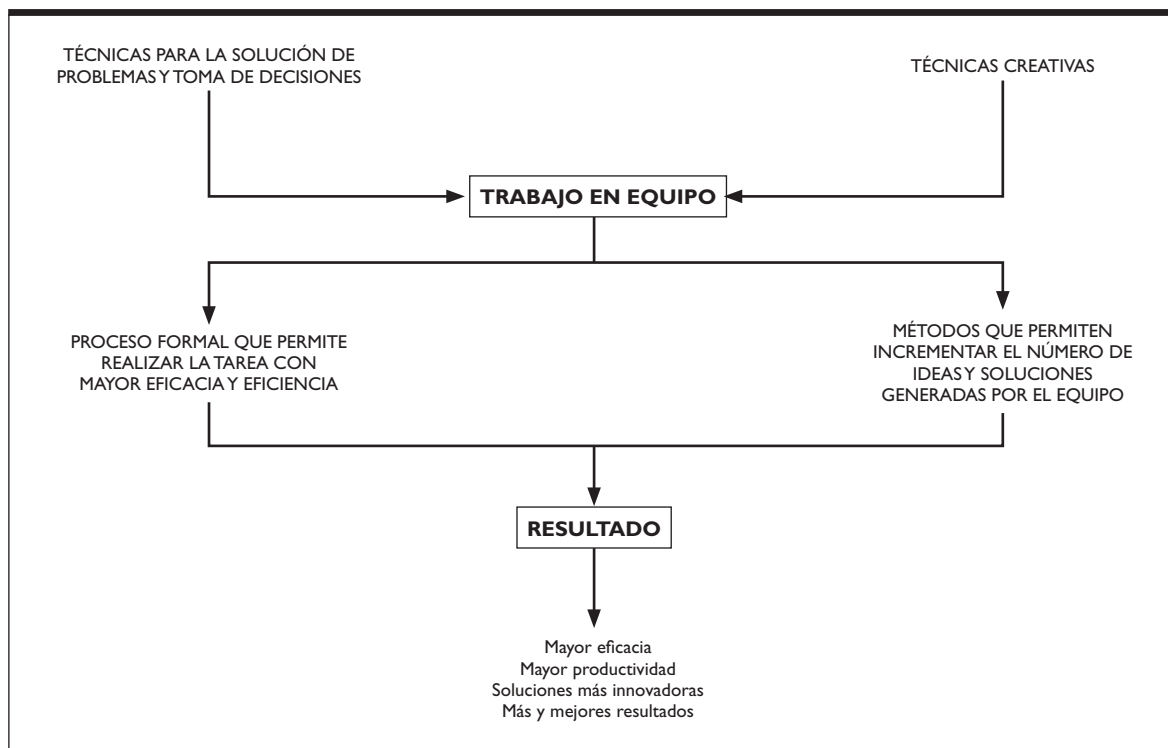 TÉCNICAS PARA LA SOLUCIÓN DE
PROBLEMAS Y TOMA DE DECISIONES
TÉCNICAS CREATIVAS
TRABAJO EN EQUIPO
PROCESO FORMAL QUE PERMITE
REALIZAR LA TAREA CON
MAYOR EFICACIA Y EFICIENCIA
MÉTODOS QUE PERMITEN
INCREMENTAR EL NÚMERO DE
IDEAS Y SOLUCIONES
GENERADAS POR EL EQUIPO
RESULTADO
Mayor eficacia
Mayor productividad
Soluciones más innovadoras
Más y mejores resultados